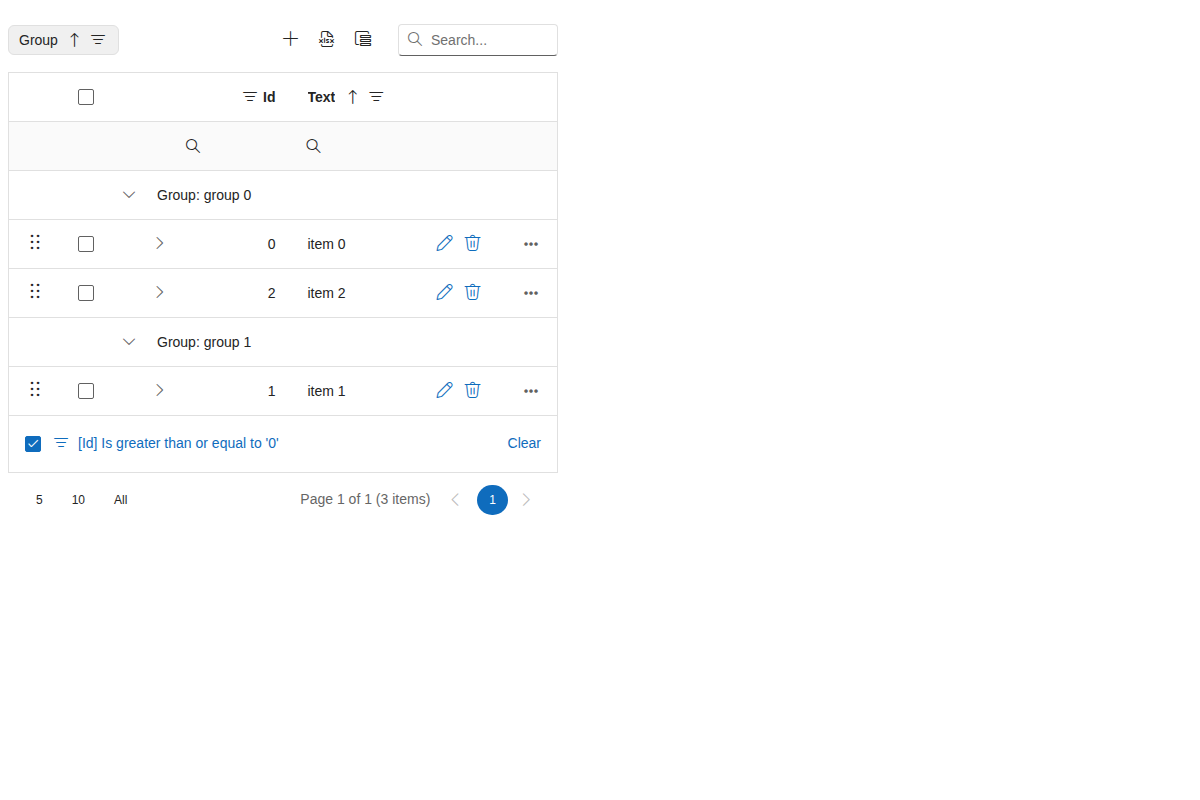 Group
xlsx
Search...
Id Text
Group: group 0
0 item 0
2 item 2
Group: group 1
1 item 1
[Id] Is greater than or equal to '0' Clear
5 10 All Page 1 of 1 (3 items) 1